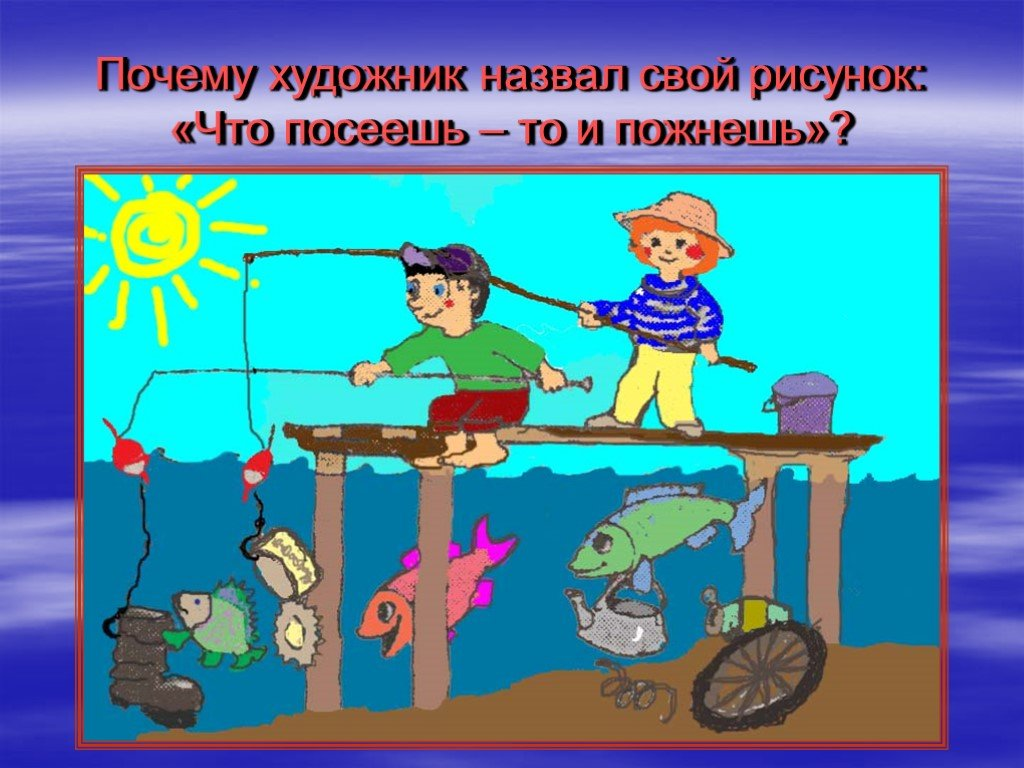 Почему художник назвал свой рисунок:
«Что посеешь – то и пожнешь»?